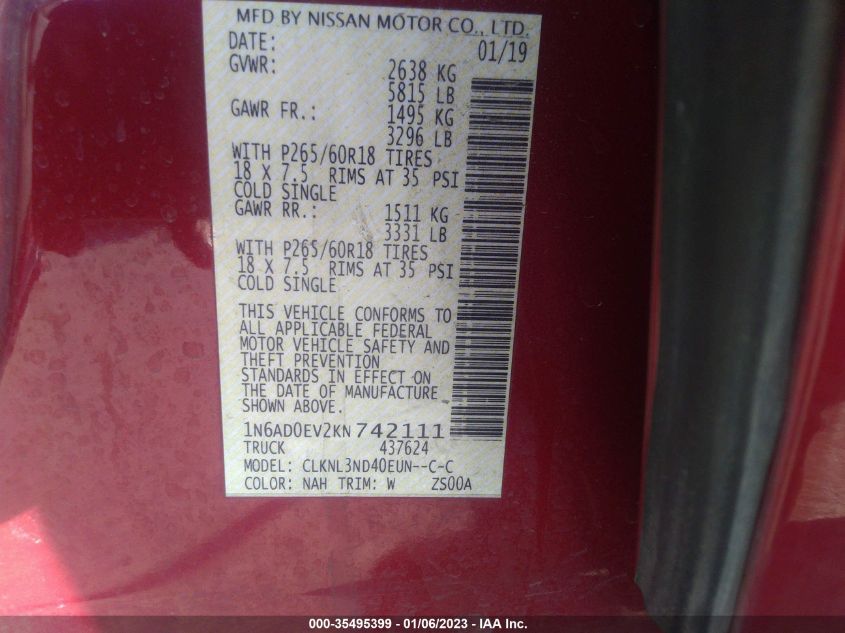 MFD BY NISSAN MOTOR CO., LTD.
DATE: 01/19
GVWR: 2638 KG
5815 LB
GAWR FR.: 1495 KG
3296 LB
WITH P265/60R18 TIRES
18 X 7.5 RIMS AT 35 PSI
COLD SINGLE
GAWR RR.: 1511 KG
3331 LB
WITH P265/60R18 TIRES
18 X 7.5 RIMS AT 35 PSI
COLD SINGLE
THIS VEHICLE CONFORMS TO
ALL APPLICABLE FEDERAL
MOTOR VEHICLE SAFETY AND
THEFT PREVENTION
STANDARDS IN EFFECT ON
THE DATE OF MANUFACTURE
SHOWN ABOVE.
1N6AD0EV2KN742111
TRUCK 437624
MODEL: CLKNL3ND40EUN--C-C
COLOR: NAH TRIM: W ZS00A
000-35495399 - 01/06/2023 - IAA Inc.